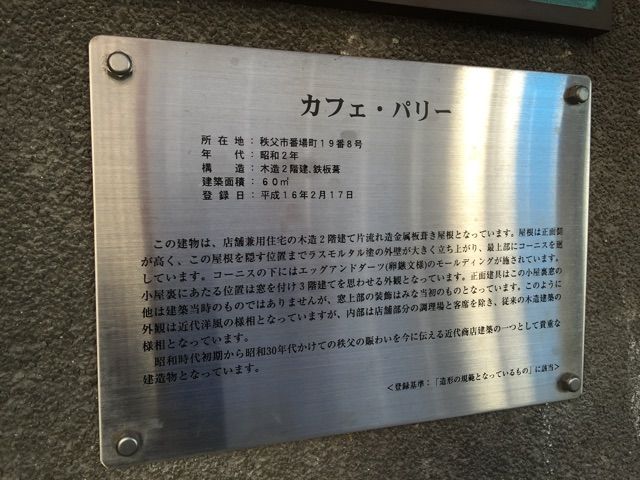 カフェ・パリー
所在地：秩父市番場町19番8号
年代：昭和2年
構造：木造2階建、鉄板葺
建築面積：60㎡
登録日：平成16年2月17日
この建物は、店舗兼用住宅の木造2階建て片流れ造金属板葺き屋根となっています。屋根は正面側
が高く、この屋根を隠す位置までラスモルタル塗の外壁が大きく立ち上がり、最上部にコーニスを廻
しています。コーニスの下にはエッグアンドダーツ(卵鏃文様)のモールディングが施されています。
小屋裏にあたる位置は窓を付け3階建てを思わせる外観となっています。正面建具はこの小屋裏窓の
他は建築当時のものではありませんが、窓上部の装飾はみな当初のものとなっています。このように
外観は近代洋風の様相となっていますが、内部は店舗部分の調理場と客席を除き、従来の木造建築の
様相となっています。
昭和時代初期から昭和30年代かけての秩父の賑わいを今に伝える近代商店建築の一つとして貴重な
建造物となっています。
＜登録基準：「造形の規範となっているもの」に該当＞